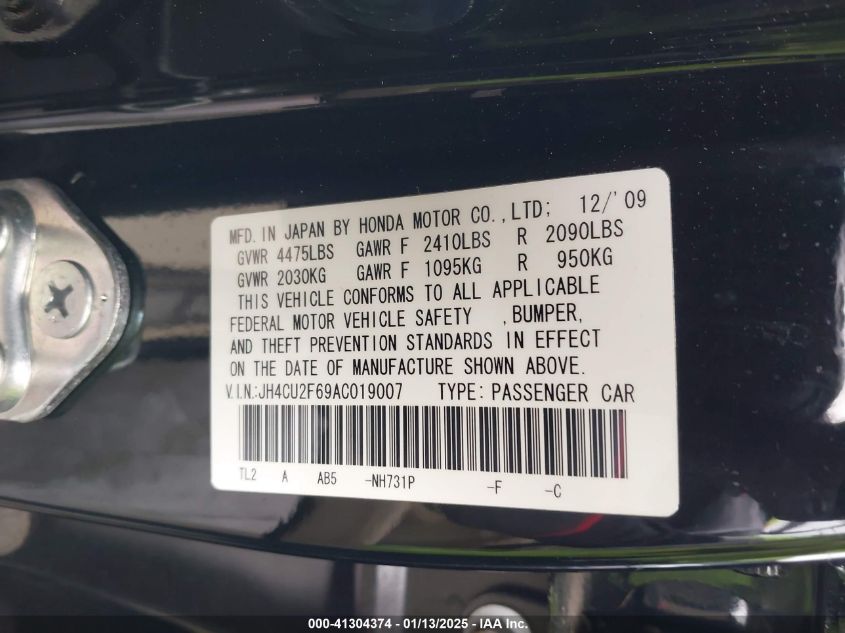 MFD. IN JAPAN BY HONDA MOTOR CO.,LTD; 12/'09
GVWR 4475LBS GAWR F 2410LBS R 2090LBS
GVWR 2030KG GAWR F 1095KG R 950KG
THIS VEHICLE CONFORMS TO ALL APPLICABLE
FEDERAL MOTOR VEHICLE SAFETY ,BUMPER,
AND THEFT PREVENTION STANDARDS IN EFFECT
ON THE DATE OF MANUFACTURE SHOWN ABOVE.
V.I.N.:JH4CU2F69AC019007 TYPE: PASSENGER CAR
TL2 A AB5 -NH731P -F -C
000-41304374 - 01/13/2025 - IAA Inc.